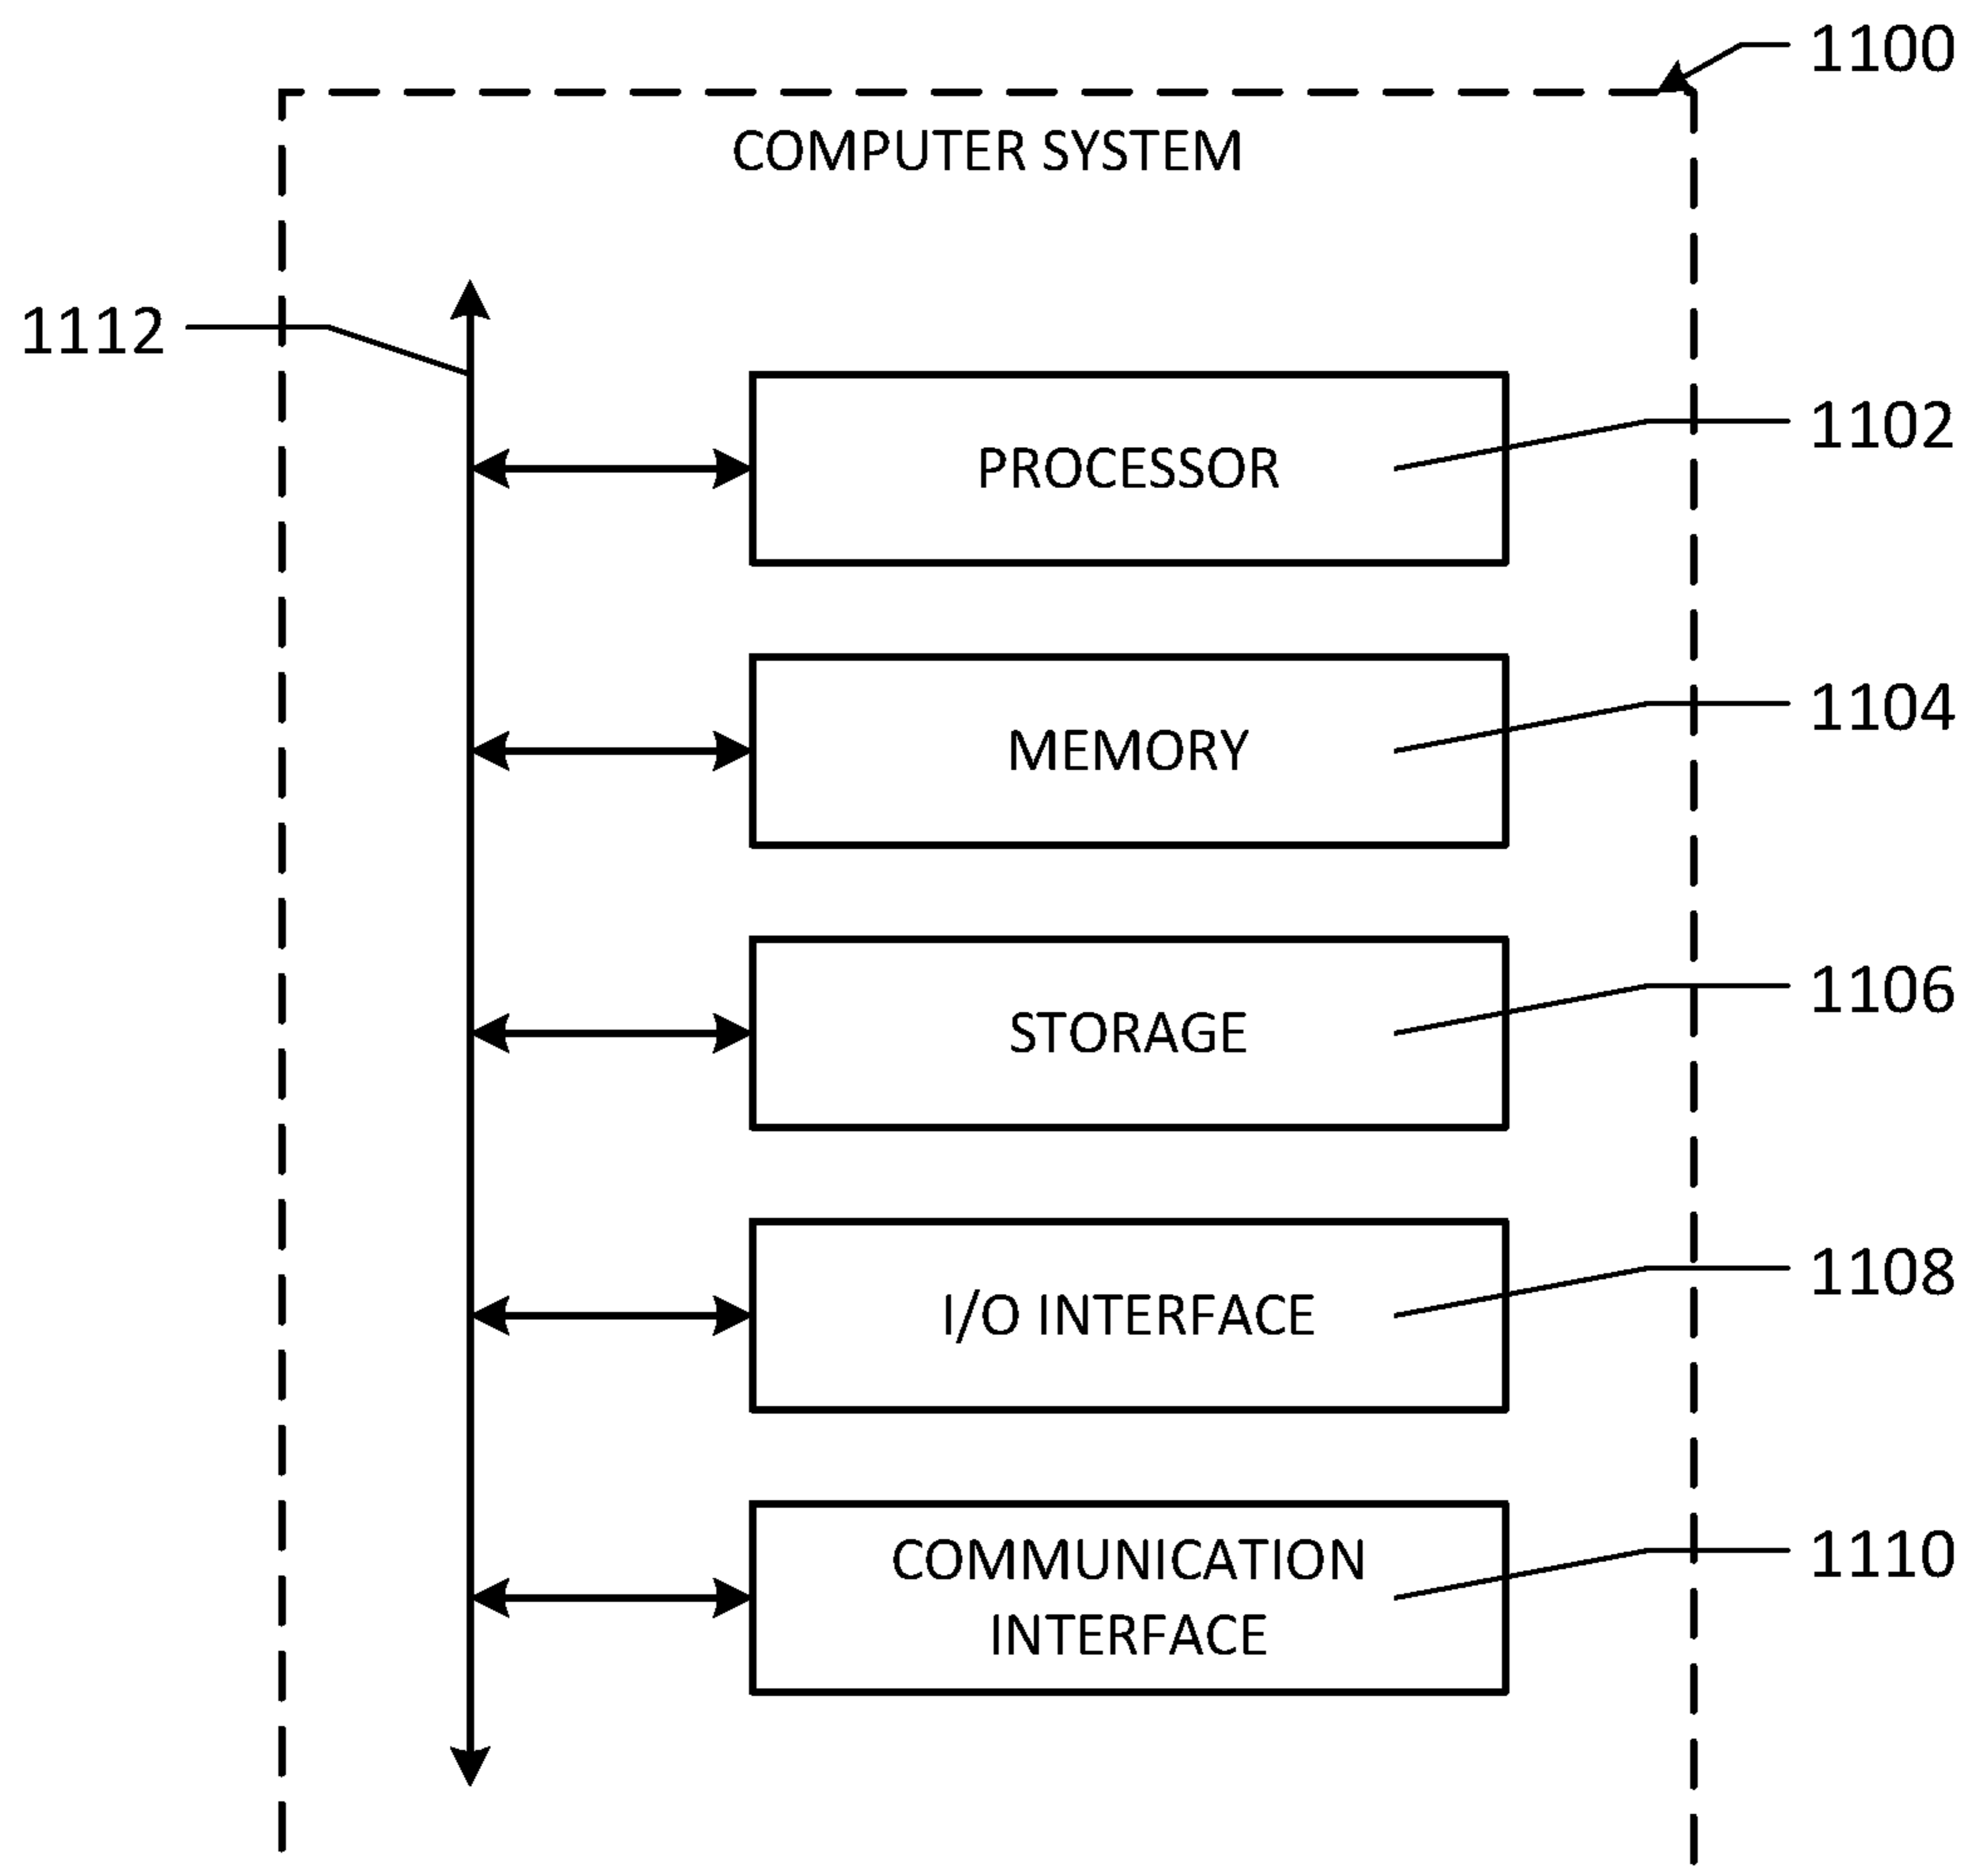 1100
COMPUTER SYSTEM
1112
PROCESSOR
1102
MEMORY
1104
STORAGE
1106
I/O INTERFACE
1108
COMMUNICATION
INTERFACE
1110